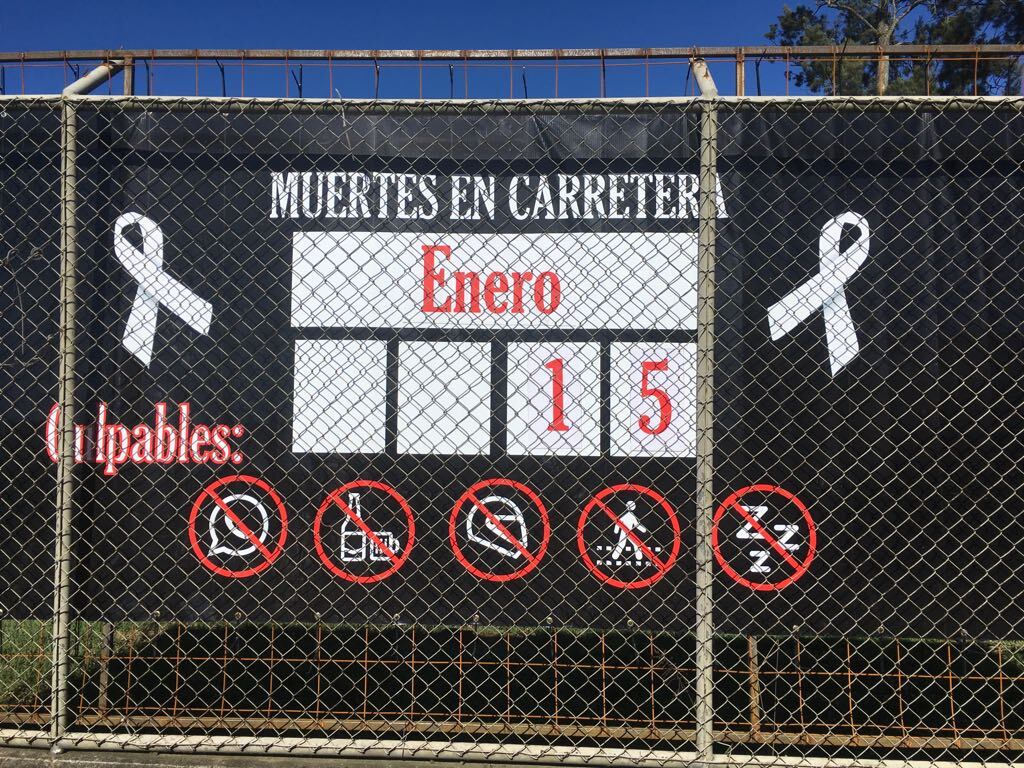 MUERTES EN CARRETERA
Enero
1 5
Culpables:
Z Z Z